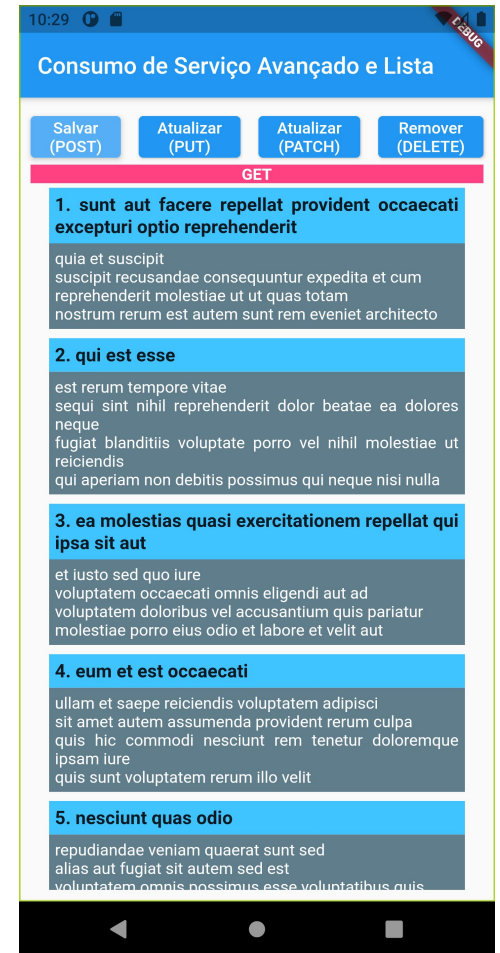 10:29
DEBUG
Consumo de Serviço Avançado e Lista
Salvar
(POST)
Atualizar
(PUT)
Atualizar
(PATCH)
Remover
(DELETE)
GET
1. sunt aut facere repellat provident occaecati
excepturi optio reprehenderit
quia et suscipit
suscipit recusandae consequuntur expedita et cum
reprehenderit molestiae ut ut quas totam
nostrum rerum est autem sunt rem eveniet architecto
2. qui est esse
est rerum tempore vitae
sequi sint nihil reprehenderit dolor beatae ea dolores
neque
fugiat blanditiis voluptate porro vel nihil molestiae ut
reiciendis
qui aperiam non debitis possimus qui neque nisi nulla
3. ea molestias quasi exercitationem repellat qui
ipsa sit aut
et iusto sed quo iure
voluptatem occaecati omnis eligendi aut ad
voluptatem doloribus vel accusantium quis pariatur
molestiae porro eius odio et labore et velit aut
4. eum et est occaecati
ullam et saepe reiciendis voluptatem adipisci
sit amet autem assumenda provident rerum culpa
quis hic commodi nesciunt rem tenetur doloremque
ipsam iure
quis sunt voluptatem rerum illo velit
5. nesciunt quas odio
repudiandae veniam quaerat sunt sed
alias aut fugiat sit autem sed est
voluptatem omnis possimus esse voluptatibus quis